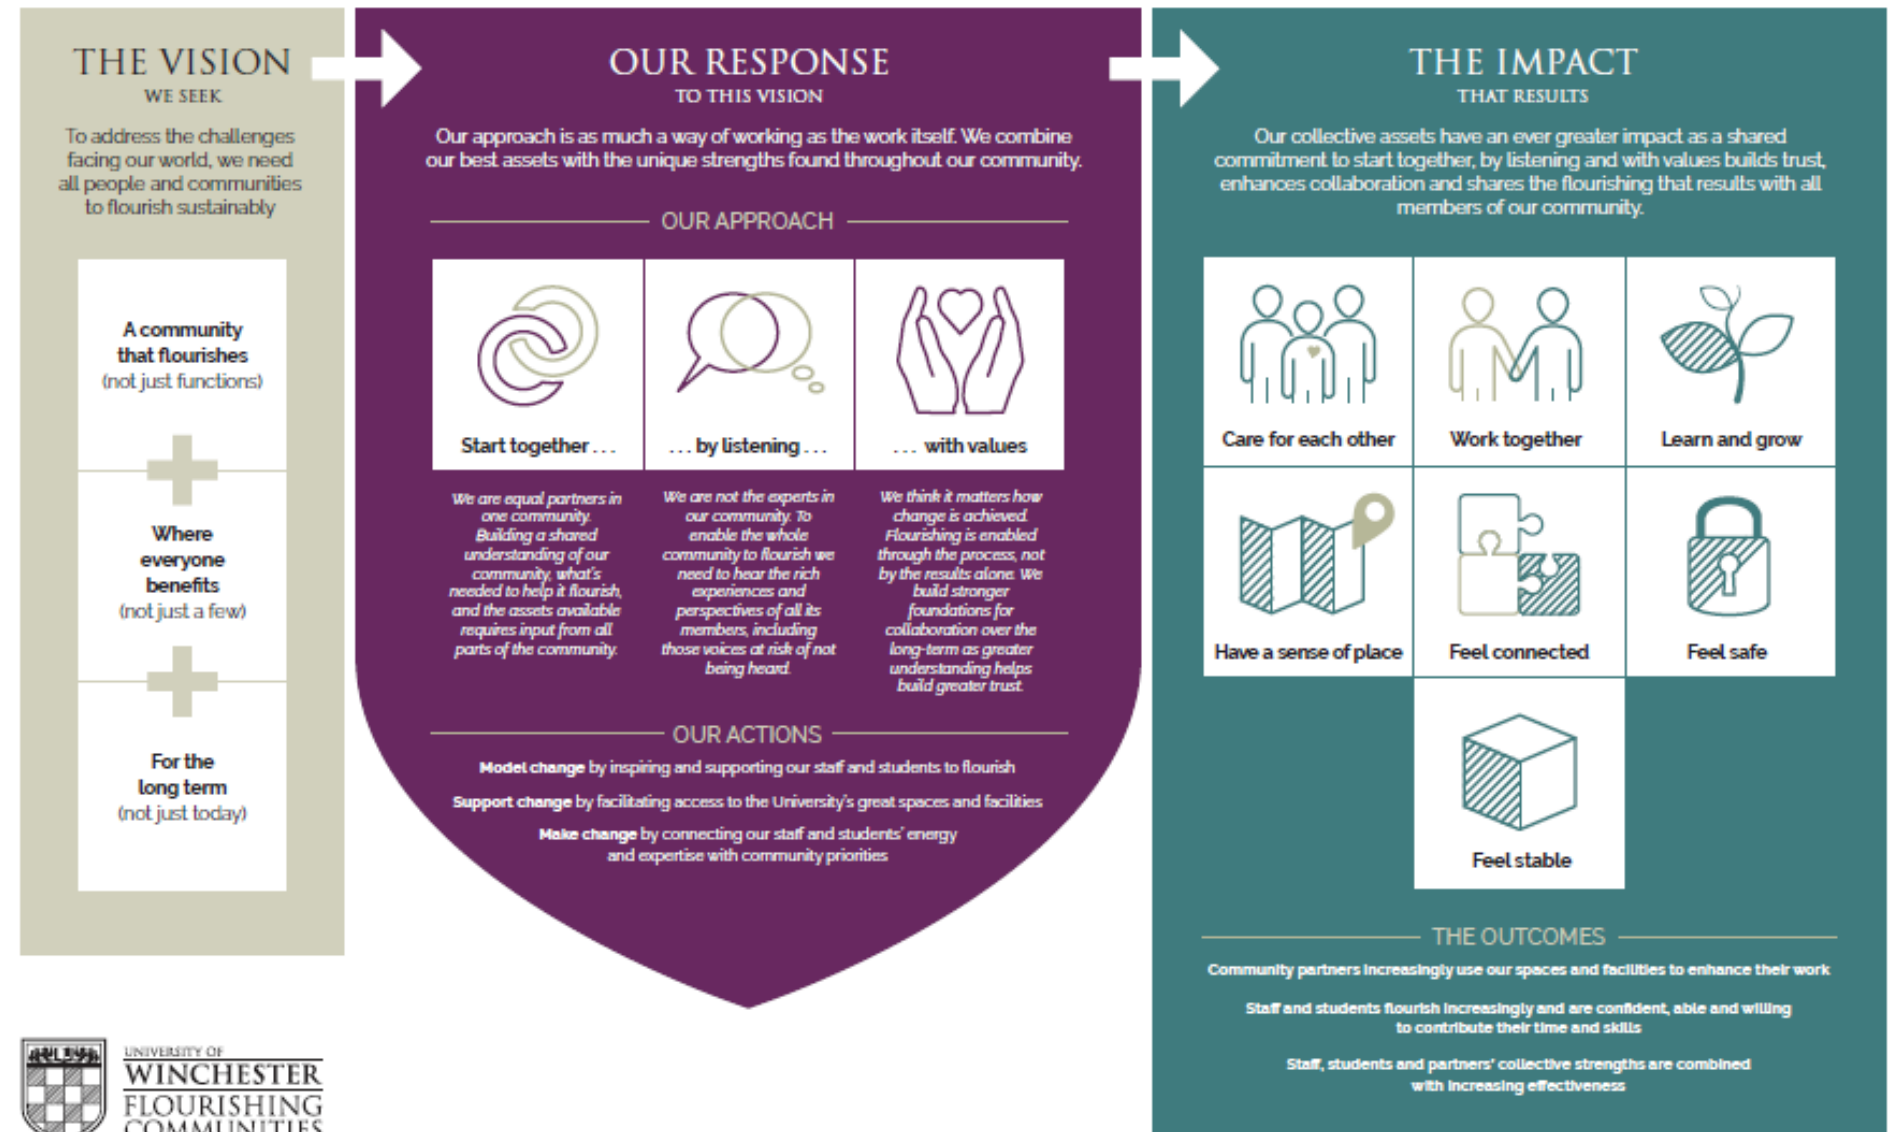 THE VISION
WE SEEK
To address the challenges
facing our world, we need
all people and communities
to flourish sustainably
A community
that flourishes
(not just functions)
Where
everyone
benefits
(not just a few)
For the
long term
(not just today)
OUR RESPONSE
TO THIS VISION
Our approach is as much a way of working as the work itself. We combine
our best assets with the unique strengths found throughout our community.
OUR APPROACH
Start together . . .
. . . by listening . . .
. . . with values
We are equal partners in
one community.
Building a shared
understanding of our
community, what's
needed to help it flourish,
and the assets available
requires input from all
parts of the community.
We are not the experts in
our community. To
enable the whole
community to flourish we
need to hear the rich
experiences and
perspectives of all its
members, including
those voices at risk of not
being heard.
We think it matters how
change is achieved.
Flourishing is enabled
through the process, not
by the results alone. We
build stronger
foundations for
collaboration over the
long-term as greater
understanding helps
build greater trust.
OUR ACTIONS
Model change by inspiring and supporting our staff and students to flourish
Support change by facilitating access to the University's great spaces and facilities
Make change by connecting our staff and students' energy
and expertise with community priorities
THE IMPACT
THAT RESULTS
Our collective assets have an ever greater impact as a shared
commitment to start together, by listening and with values builds trust,
enhances collaboration and shares the flourishing that results with all
members of our community.
Care for each other
Work together
Learn and grow
Have a sense of place
Feel connected
Feel safe
Feel stable
THE OUTCOMES
Community partners increasingly use our spaces and facilities to enhance their work
Staff and students flourish increasingly and are confident, able and willing
to contribute their time and skills
Staff, students and partners' collective strengths are combined
with increasing effectiveness
UNIVERSITY OF
WINCHESTER
FLOURISHING
COMMUNITIES